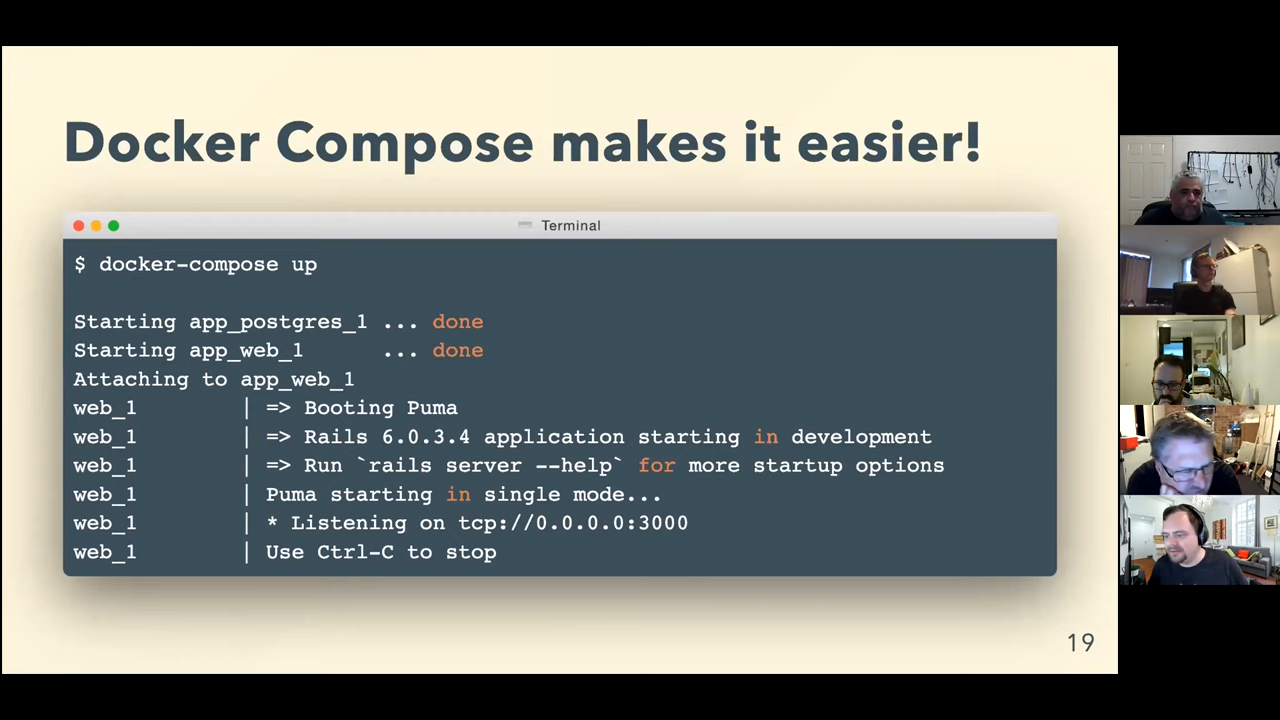 Docker Compose makes it easier!
Terminal
$ docker-compose up
Starting app_postgres_1 ... done
Starting app_web_1      ... done
Attaching to app_web_1
web_1        | => Booting Puma
web_1        | => Rails 6.0.3.4 application starting in development
web_1        | => Run `rails server --help` for more startup options
web_1        | Puma starting in single mode...
web_1        | * Listening on tcp://0.0.0.0:3000
web_1        | Use Ctrl-C to stop
19